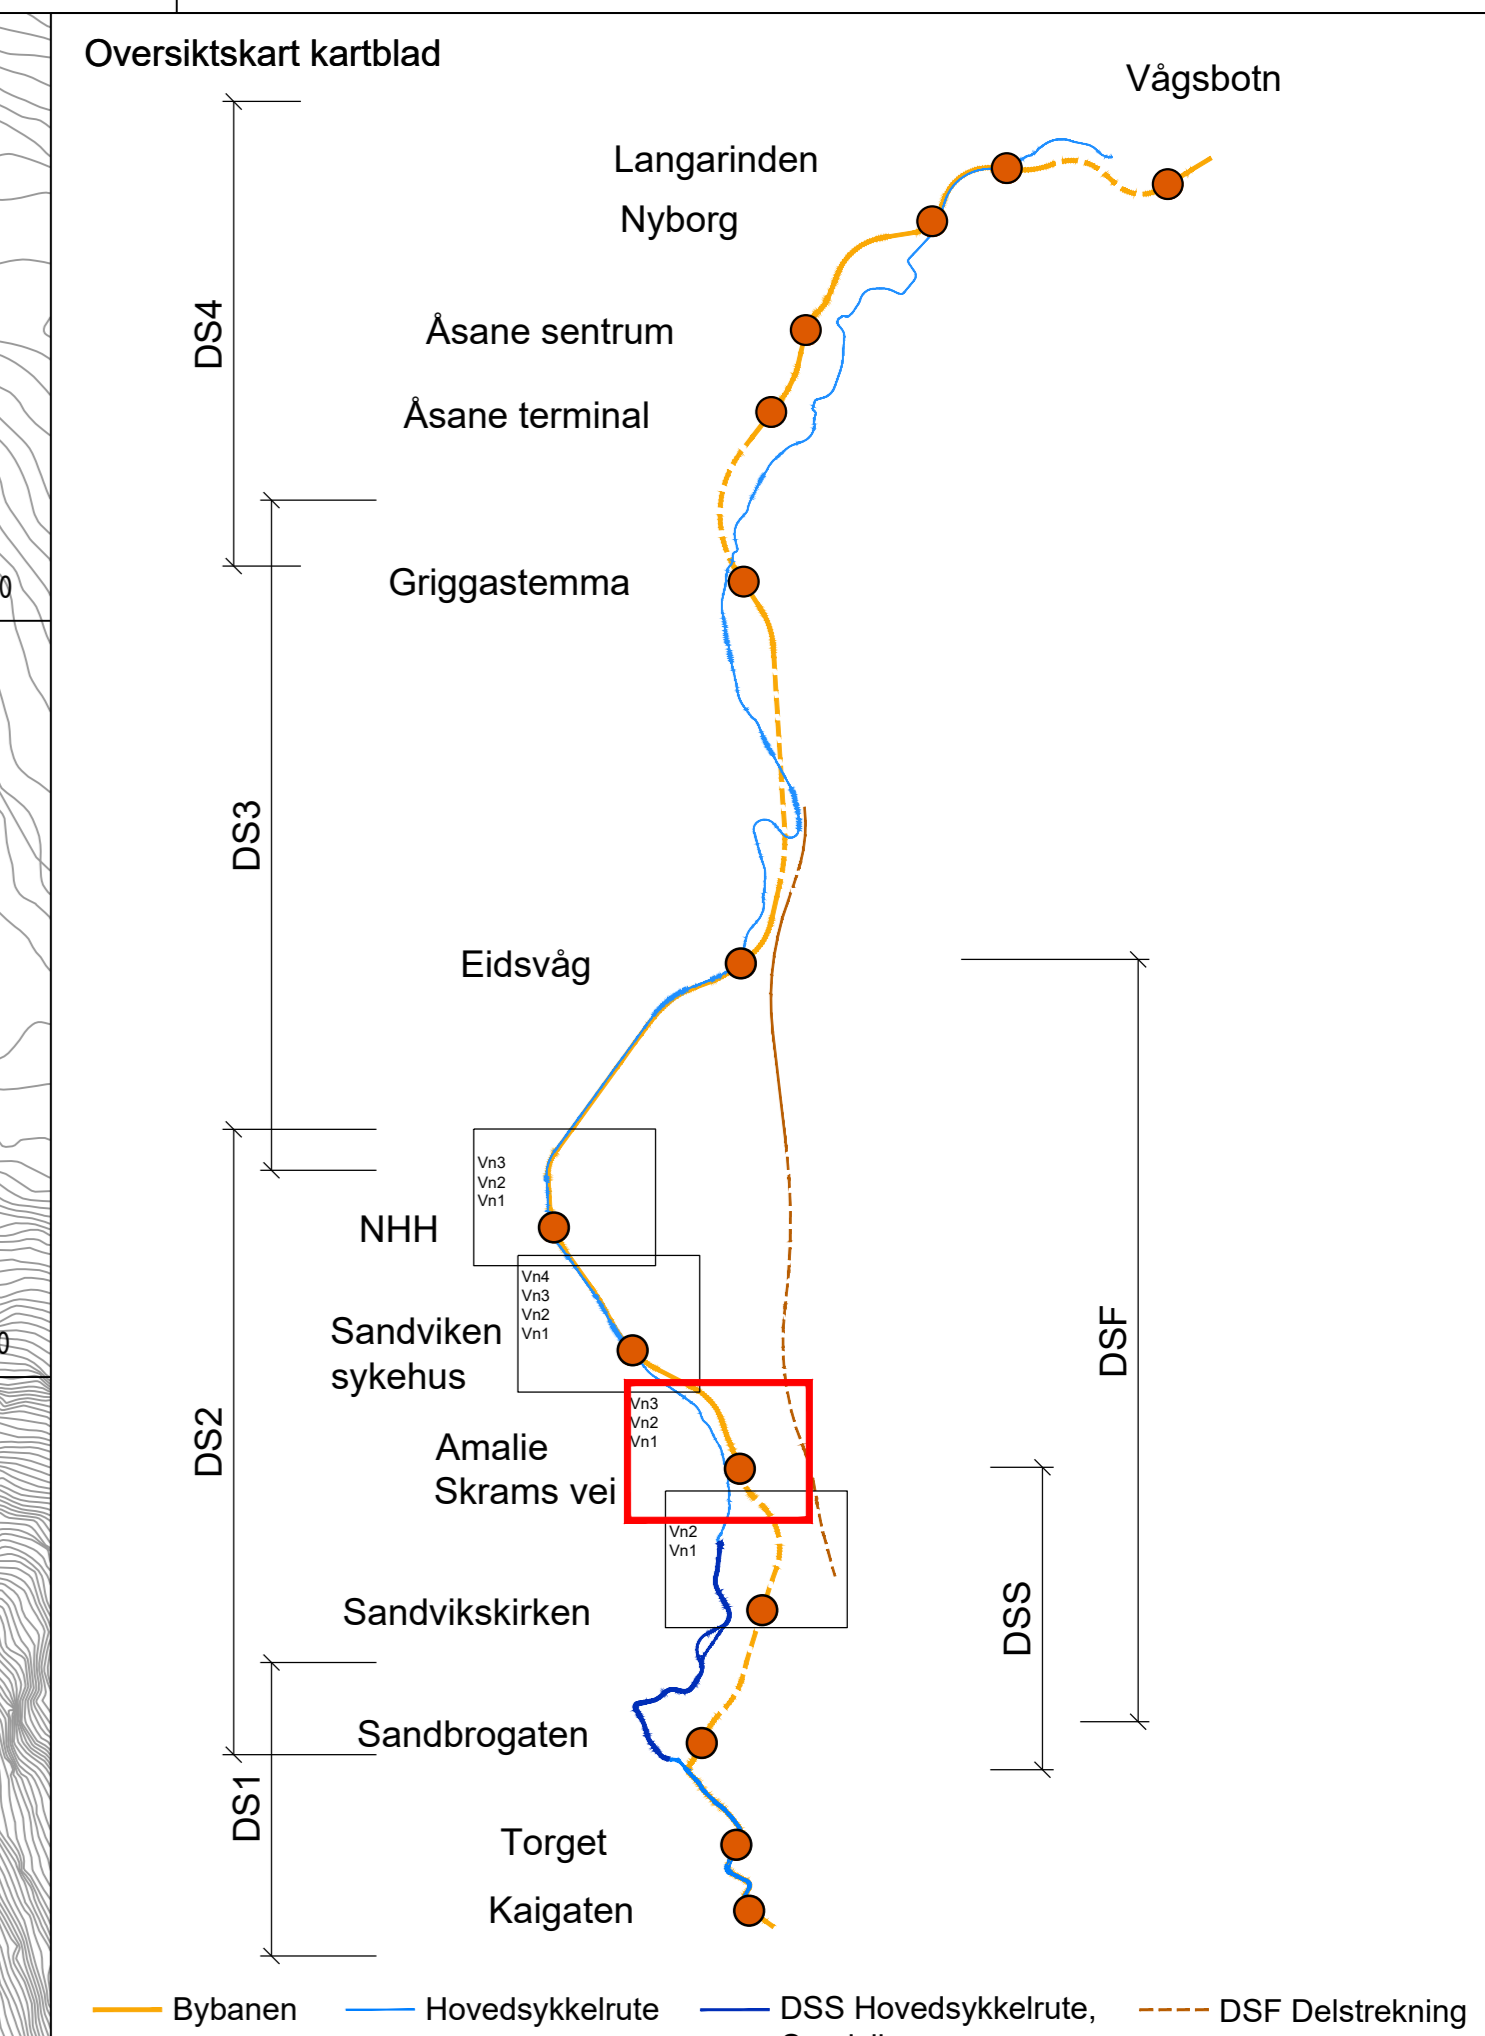 Oversiktskart kartblad
Vågsbotn
Langarinden
Nyborg
DS4
Åsane sentrum
Åsane terminal
Griggastemma
DS3
Eidsvåg
Vn3
Vn2
Vn1
NHH
Vn4
Vn3
Vn2
Vn1
Sandviken
sykehus
DSF
DS2
Vn3
Vn2
Vn1
Amalie
Skrams vei
Vn2
Vn1
DSS
Sandvikskirken
Sandbrogaten
DS1
Torget
Kaigaten
Bybanen
Hovedsykkelrute
DSS Hovedsykkelrute,
DSF Delstrekning